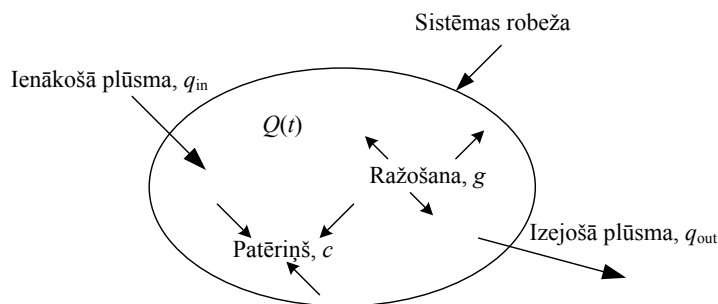 Sistēmas robeža
Ienākošā plūsma, qin
Q(t)
Ražošana, g
Izejošā plūsma, qout
Patēriņš, c